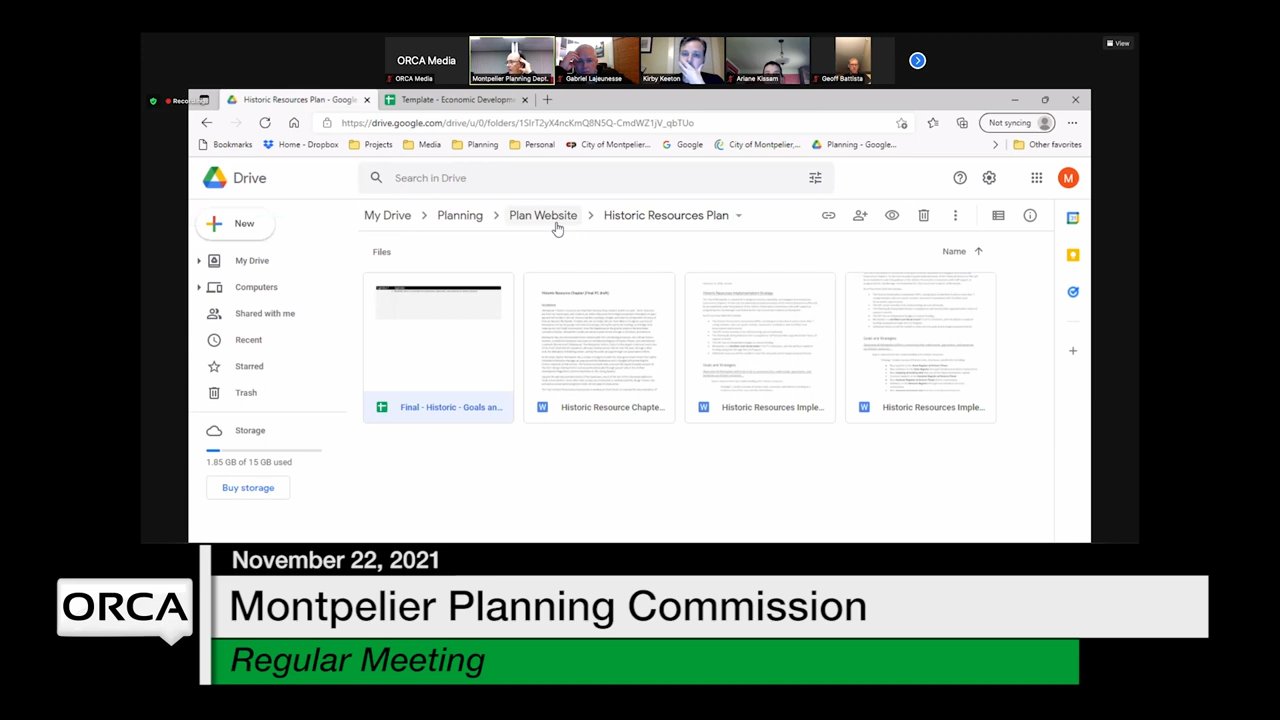 ORCA Media
ORCA Media
Montpelier Planning Dept.
Gabriel Lajeunesse
Kirby Keeton
Ariane Kissam
Geoff Battista
View
Historic Resources Plan - Google
Template - Economic Developm
https://drive.google.com/drive/u/0/folders/
Not syncing
Bookmarks
Home - Dropbox
Projects
Media
Planning
Personal
City of Montpelier...
Google
City of Montpelier,...
Planning - Google...
Other favorites
Drive
Search in Drive
M
New
My Drive
Planning
Plan Website
Historic Resources Plan
Files
Name
My Drive
Computers
Shared with me
Recent
Starred
Trash
Storage
1.85 GB of 15 GB used
Buy storage
Final - Historic - Goals an...
Historic Resource Chapte...
Historic Resources Imple...
Historic Resources Imple...
November 22, 2021
ORCA
Montpelier Planning Commission
Regular Meeting